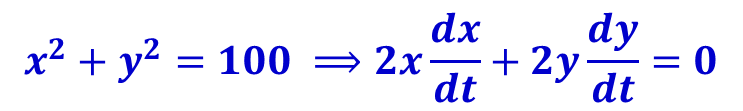 x² + y² = 100 ⟹ 2x dx/dt + 2y dy/dt = 0